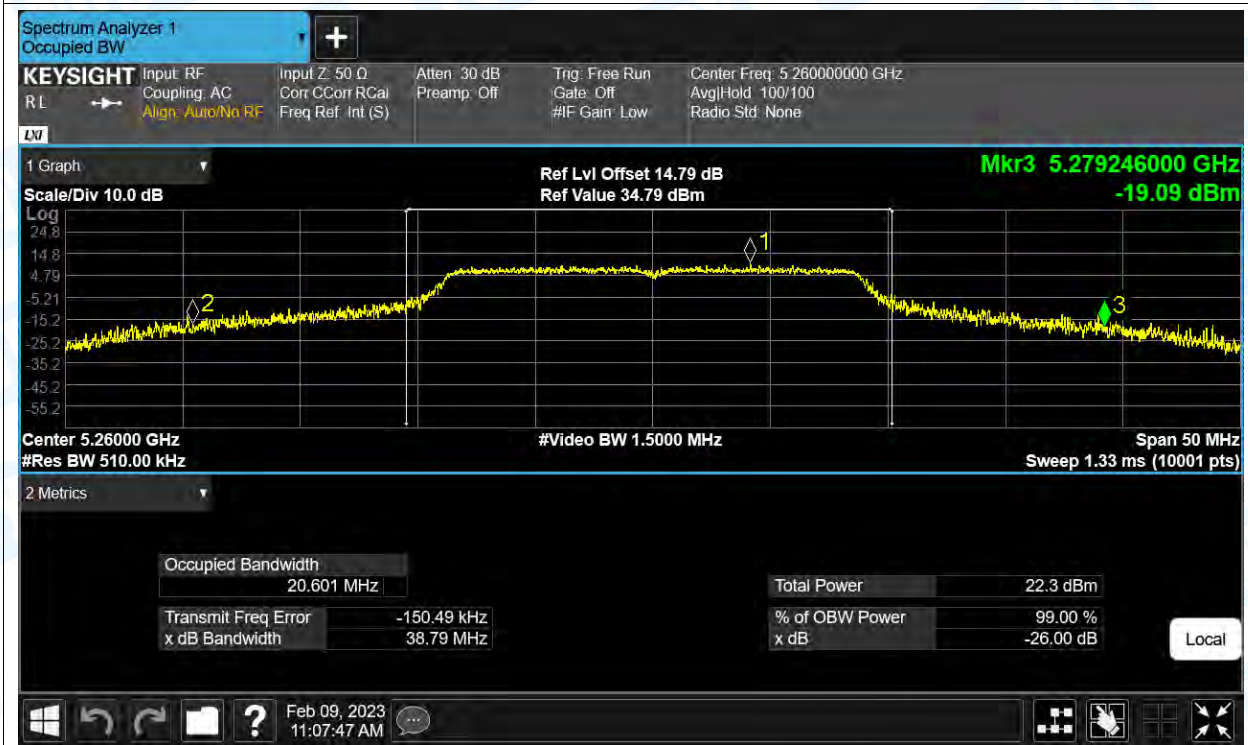 Spectrum Analyzer 1
Occupied BW
+
KEYSIGHT
R L
LXI
Input: RF
Coupling: AC
Align: Auto/No RF
Input Z: 50 Ω
Corr CCorr RCal
Freq Ref: Int (S)
Atten: 30 dB
Preamp: Off
Trig: Free Run
Gate: Off
#IF Gain: Low
Center Freq: 5.260000000 GHz
Avg|Hold: 100/100
Radio Std: None
1 Graph
Scale/Div 10.0 dB
Ref Lvl Offset 14.79 dB
Ref Value 34.79 dBm
Mkr3 5.279246000 GHz
-19.09 dBm
Log
24.8
14.8
4.79
-5.21
-15.2
-25.2
-35.2
-45.2
-55.2
1
2
3
Center 5.26000 GHz
#Res BW 510.00 kHz
#Video BW 1.5000 MHz
Span 50 MHz
Sweep 1.33 ms (10001 pts)
2 Metrics
Occupied Bandwidth
20.601 MHz
Transmit Freq Error -150.49 kHz
x dB Bandwidth 38.79 MHz
Total Power 22.3 dBm
% of OBW Power 99.00 %
x dB -26.00 dB
Local
?
Feb 09, 2023
11:07:47 AM